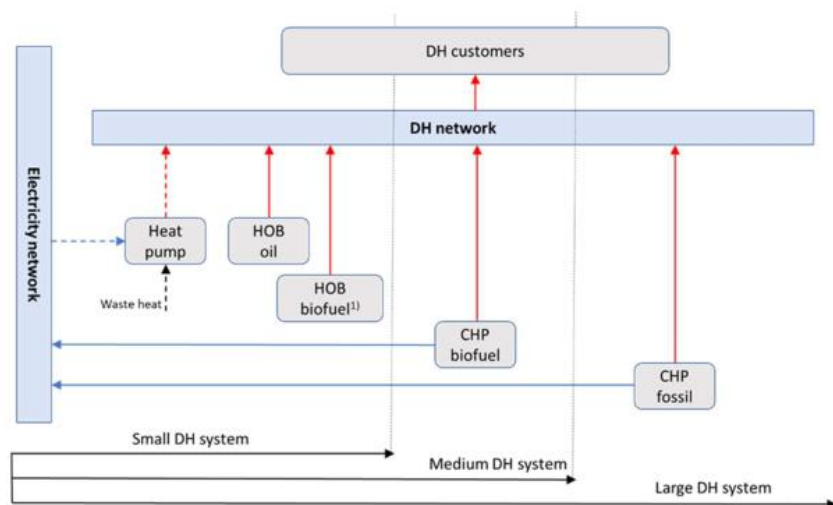 DH customers
DH network
Electricity network
Heat
pump
HOB
oil
Waste heat
HOB
biofuel¹⁾
CHP
biofuel
CHP
fossil
Small DH system
Medium DH system
Large DH system